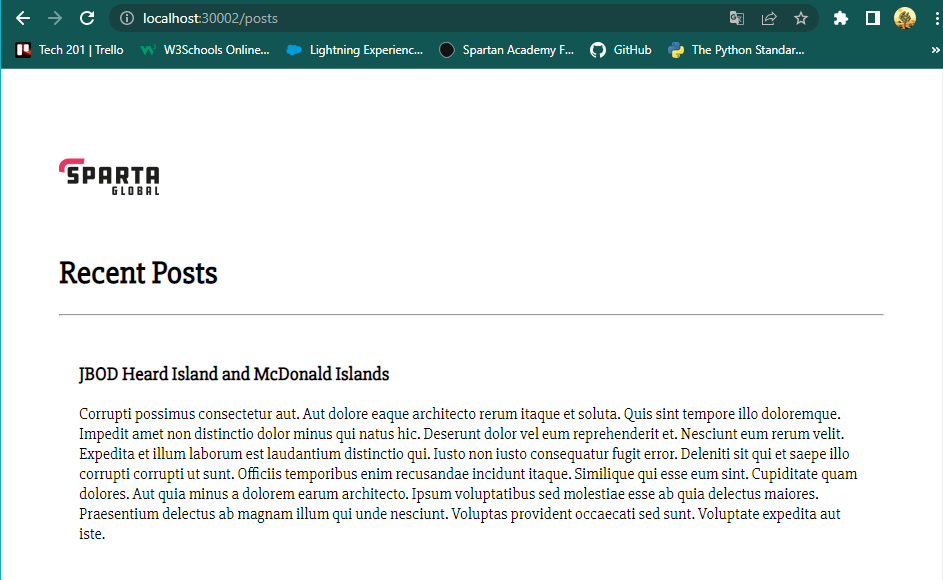 localhost:30002/posts
Tech 201 | Trello W3Schools Online... Lightning Experienc... Spartan Academy F... GitHub The Python Standar... »
SPARTA
GLOBAL
Recent Posts
JBOD Heard Island and McDonald Islands
Corrupti possimus consectetur aut. Aut dolore eaque architecto rerum itaque et soluta. Quis sint tempore illo doloremque.
Impedit amet non distinctio dolor minus qui natus hic. Deserunt dolor vel eum reprehenderit et. Nesciunt eum rerum velit.
Expedita et illum laborum est laudantium distinctio qui. Iusto non iusto consequatur fugit error. Deleniti sit qui et saepe illo
corrupti corrupti ut sunt. Officiis temporibus enim recusandae incidunt itaque. Similique qui esse eum sint. Cupiditate quam
dolores. Aut quia minus a dolorem earum architecto. Ipsum voluptatibus sed molestiae esse ab quia delectus maiores.
Praesentium delectus ab magnam illum qui unde nesciunt. Voluptas provident occaecati sed sunt. Voluptate expedita aut
iste.